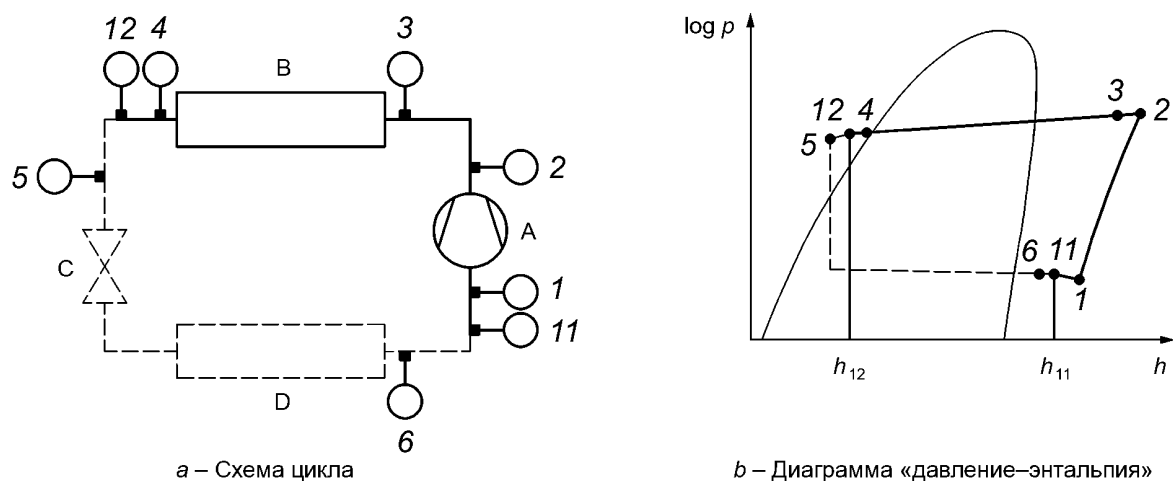 12 4 3
B
5
2
A
C
1
11
D
6
a – Схема цикла
log p
3 2
12 4
5
6 11
1
h12 h11 h
b – Диаграмма «давление–энтальпия»